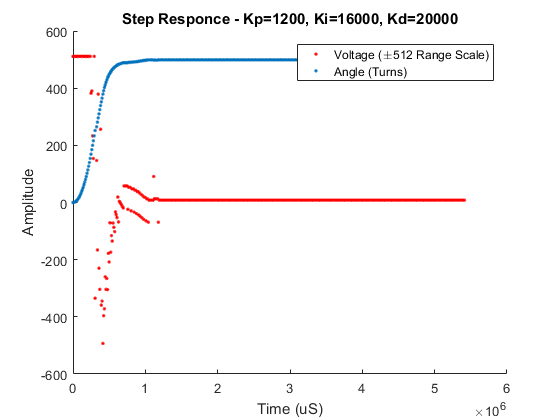 Step Responce - Kp=1200, Ki=16000, Kd=20000
Voltage (±512 Range Scale)
Angle (Turns)
600
400
200
0
-200
-400
-600
Amplitude
0 1 2 3 4 5 6
Time (uS)
×10^6